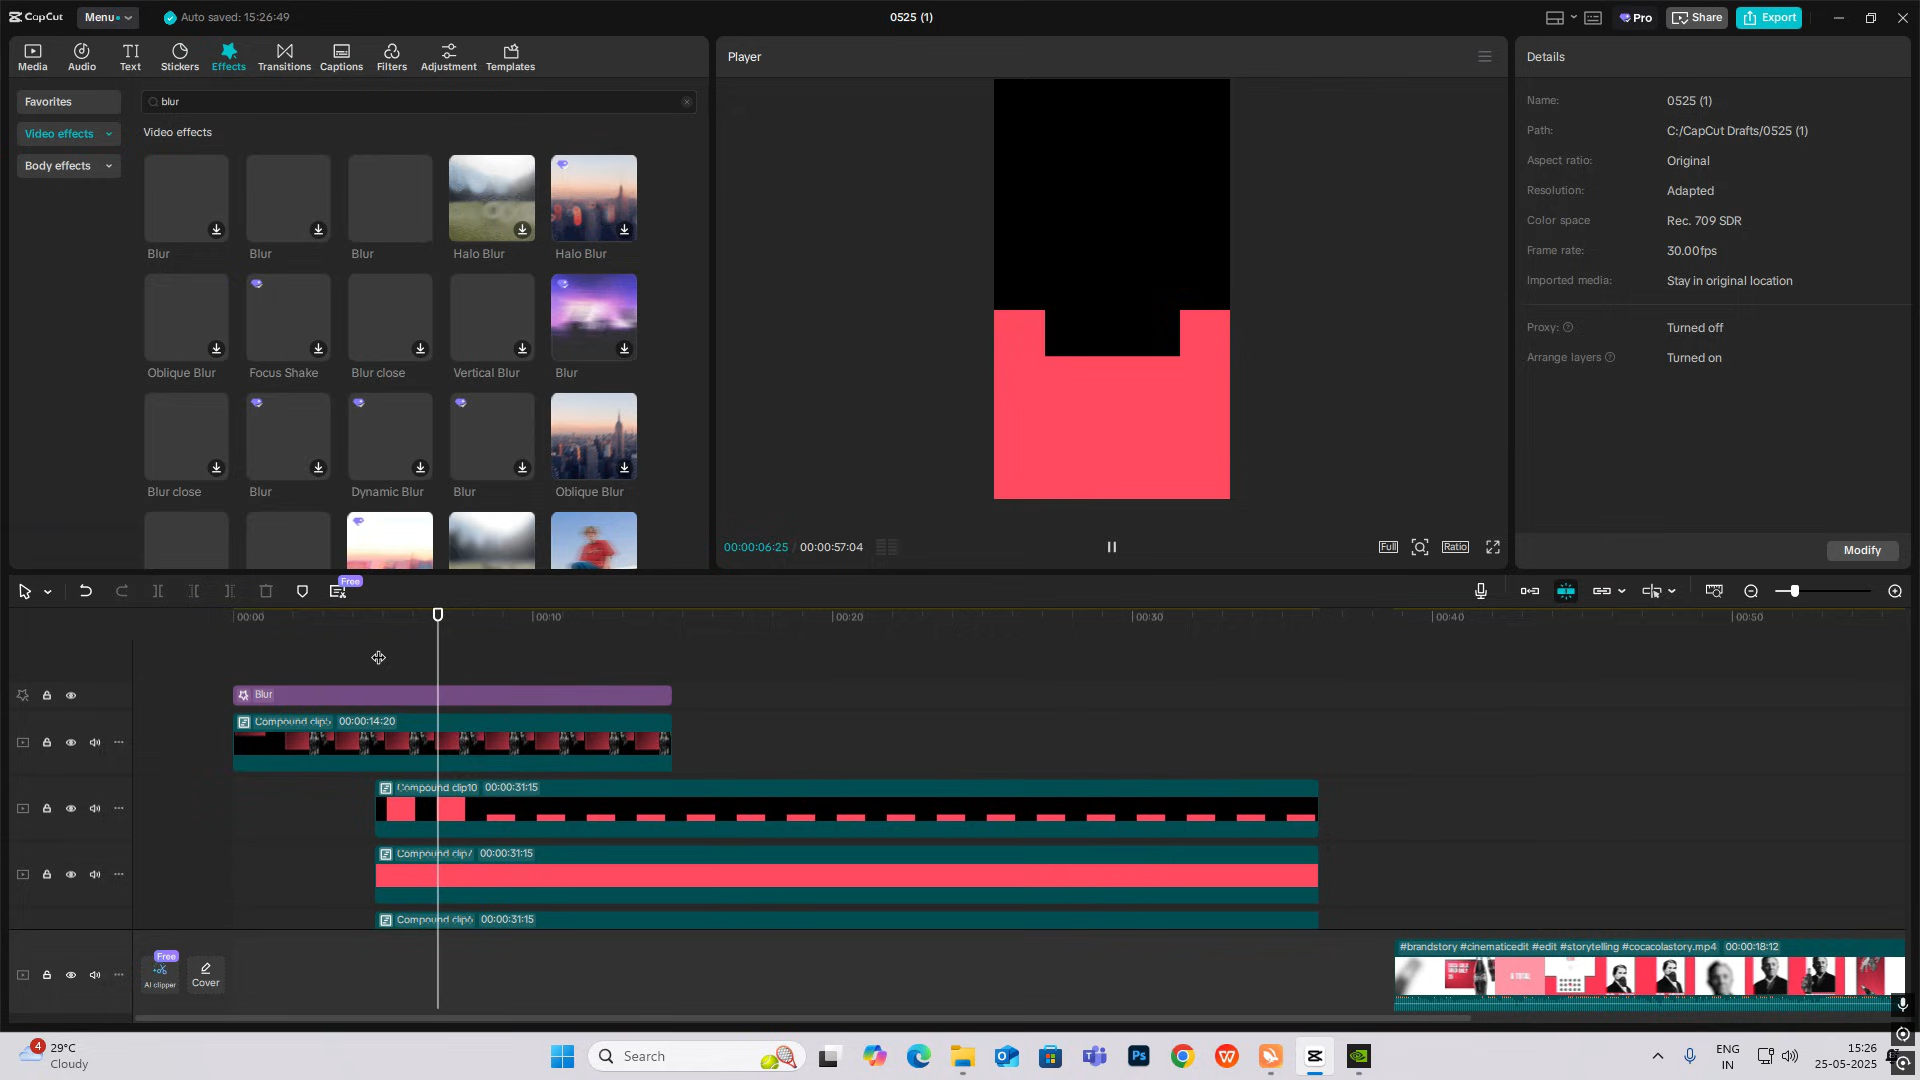 CapCut
Menu
Auto saved: 15:26:49
0525 (1)
Pro
Share
Export
Media
Audio
Text
Stickers
Effects
Transitions
Captions
Filters
Adjustment
Templates
Favorites
Video effects
Body effects
blur
Video effects
Blur
Blur
Blur
Halo Blur
Halo Blur
Oblique Blur
Focus Shake
Blur close
Vertical Blur
Blur
Blur close
Blur
Dynamic Blur
Blur
Oblique Blur
Player
00:00:06:25 / 00:00:57:04
Full
Ratio
Details
Name: 0525 (1)
Path: C:/CapCut Drafts/0525 (1)
Aspect ratio: Original
Resolution: Adapted
Color space Rec. 709 SDR
Frame rate: 30.00fps
Imported media: Stay in original location
Proxy: Turned off
Arrange layers Turned on
Modify
Free
00:00
00:10
00:20
00:30
00:40
00:50
Blur
Compound clip 00:00:14:20
Compound clip10 00:00:31:15
Compound clip 00:00:31:15
Compound clip 00:00:31:15
Free
AI clipper
Cover
#brandstory #cinematicedit #edit #storytelling #cocacolastory.mp4 00:00:18:12
A TOTAL
4
29°C
Cloudy
Search
Ps
ENG
IN
15:26
25-05-2025